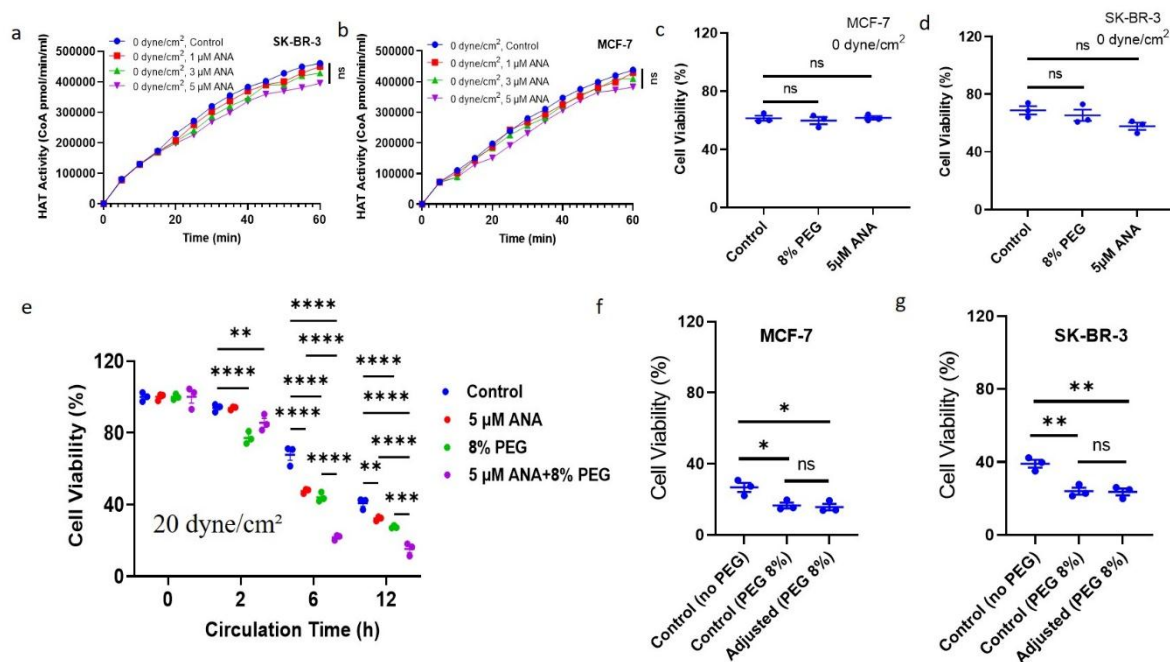 a
SK-BR-3
0 dyne/cm², Control
0 dyne/cm², 1 µM ANA
0 dyne/cm², 3 µM ANA
0 dyne/cm², 5 µM ANA
HAT Activity (CoA pmol/min/ml)
500000
400000
300000
200000
100000
0
0 20 40 60
Time (min)
ns
b
MCF-7
0 dyne/cm², Control
0 dyne/cm², 1 µM ANA
0 dyne/cm², 3 µM ANA
0 dyne/cm², 5 µM ANA
HAT Activity (CoA pmol/min/ml)
500000
400000
300000
200000
100000
0
0 20 40 60
Time (min)
ns
c
MCF-7
0 dyne/cm²
Cell Viability (%)
120
80
40
0
ns
ns
Control
8% PEG
5µM ANA
d
SK-BR-3
0 dyne/cm²
Cell Viability (%)
120
80
40
0
ns
ns
Control
8% PEG
5µM ANA
e
Cell Viability (%)
120
80
40
0
**
****
****
****
****
****
****
****
****
****
**
***
20 dyne/cm²
0 2 6 12
Circulation Time (h)
Control
5 µM ANA
8% PEG
5 µM ANA+8% PEG
f
MCF-7
Cell Viability (%)
120
80
40
0
*
*
ns
Control (no PEG)
Control (PEG 8%)
Adjusted (PEG 8%)
g
SK-BR-3
Cell Viability (%)
120
80
40
0
**
**
ns
Control (no PEG)
Control (PEG 8%)
Adjusted (PEG 8%)